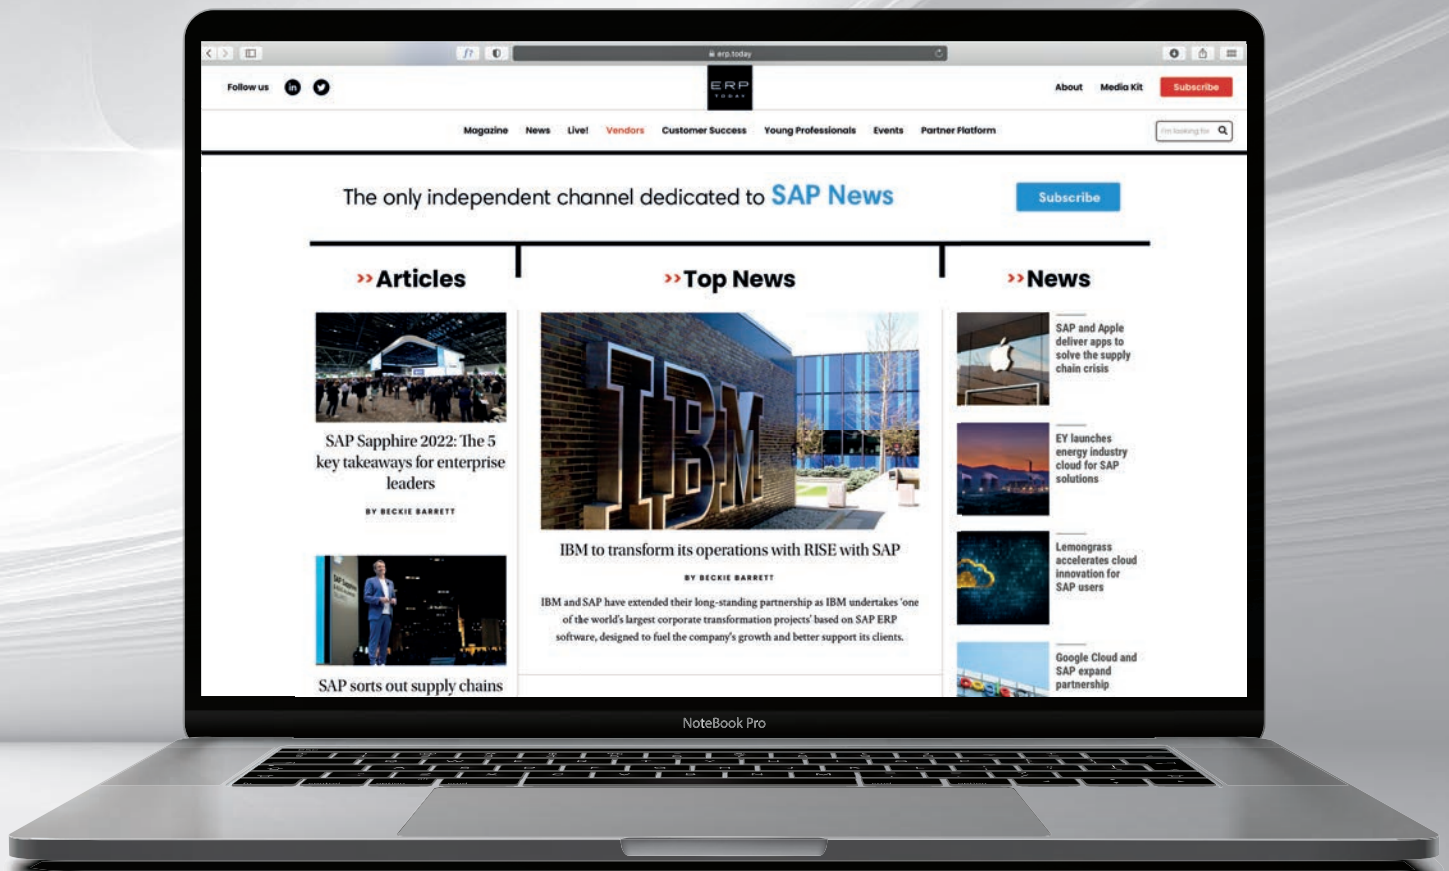 erp.today
Follow us
in
ERP
TODAY
About
Media Kit
Subscribe
Magazine
News
Live!
Vendors
Customer Success
Young Professionals
Events
Partner Platform
I'm looking for
The only independent channel dedicated to SAP News
Subscribe
>> Articles
SAP Sapphire 2022: The 5
key takeaways for enterprise
leaders
BY BECKIE BARRETT
SAP Sapphire
SAP sorts out supply chains
>> Top News
IBM
IBM to transform its operations with RISE with SAP
BY BECKIE BARRETT
IBM and SAP have extended their long-standing partnership as IBM undertakes 'one
of the world's largest corporate transformation projects' based on SAP ERP
software, designed to fuel the company's growth and better support its clients.
>> News
SAP and Apple
deliver apps to
solve the supply
chain crisis
EY launches
energy industry
cloud for SAP
solutions
Lemongrass
accelerates cloud
innovation for
SAP users
Google Cloud and
SAP expand
partnership
NoteBook Pro